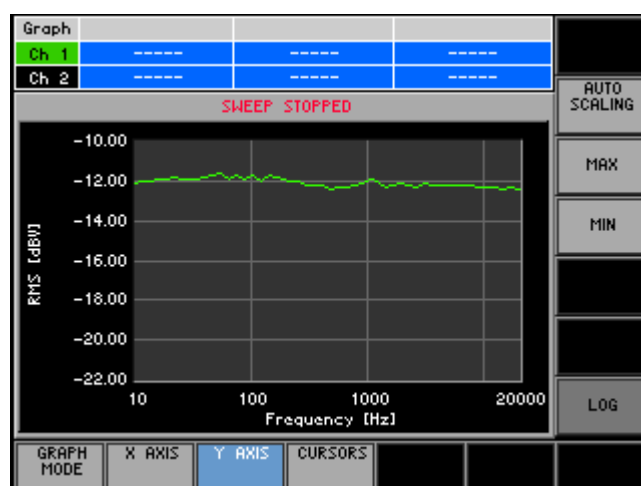 Graph
Ch 1 ----- ----- -----
Ch 2 ----- ----- -----
SWEEP STOPPED
AUTO
SCALING
MAX
MIN
LOG
RMS [dBV]
-10.00
-12.00
-14.00
-16.00
-18.00
-20.00
-22.00
10 100 1000 20000
Frequency [Hz]
GRAPH
MODE
X AXIS
Y AXIS
CURSORS